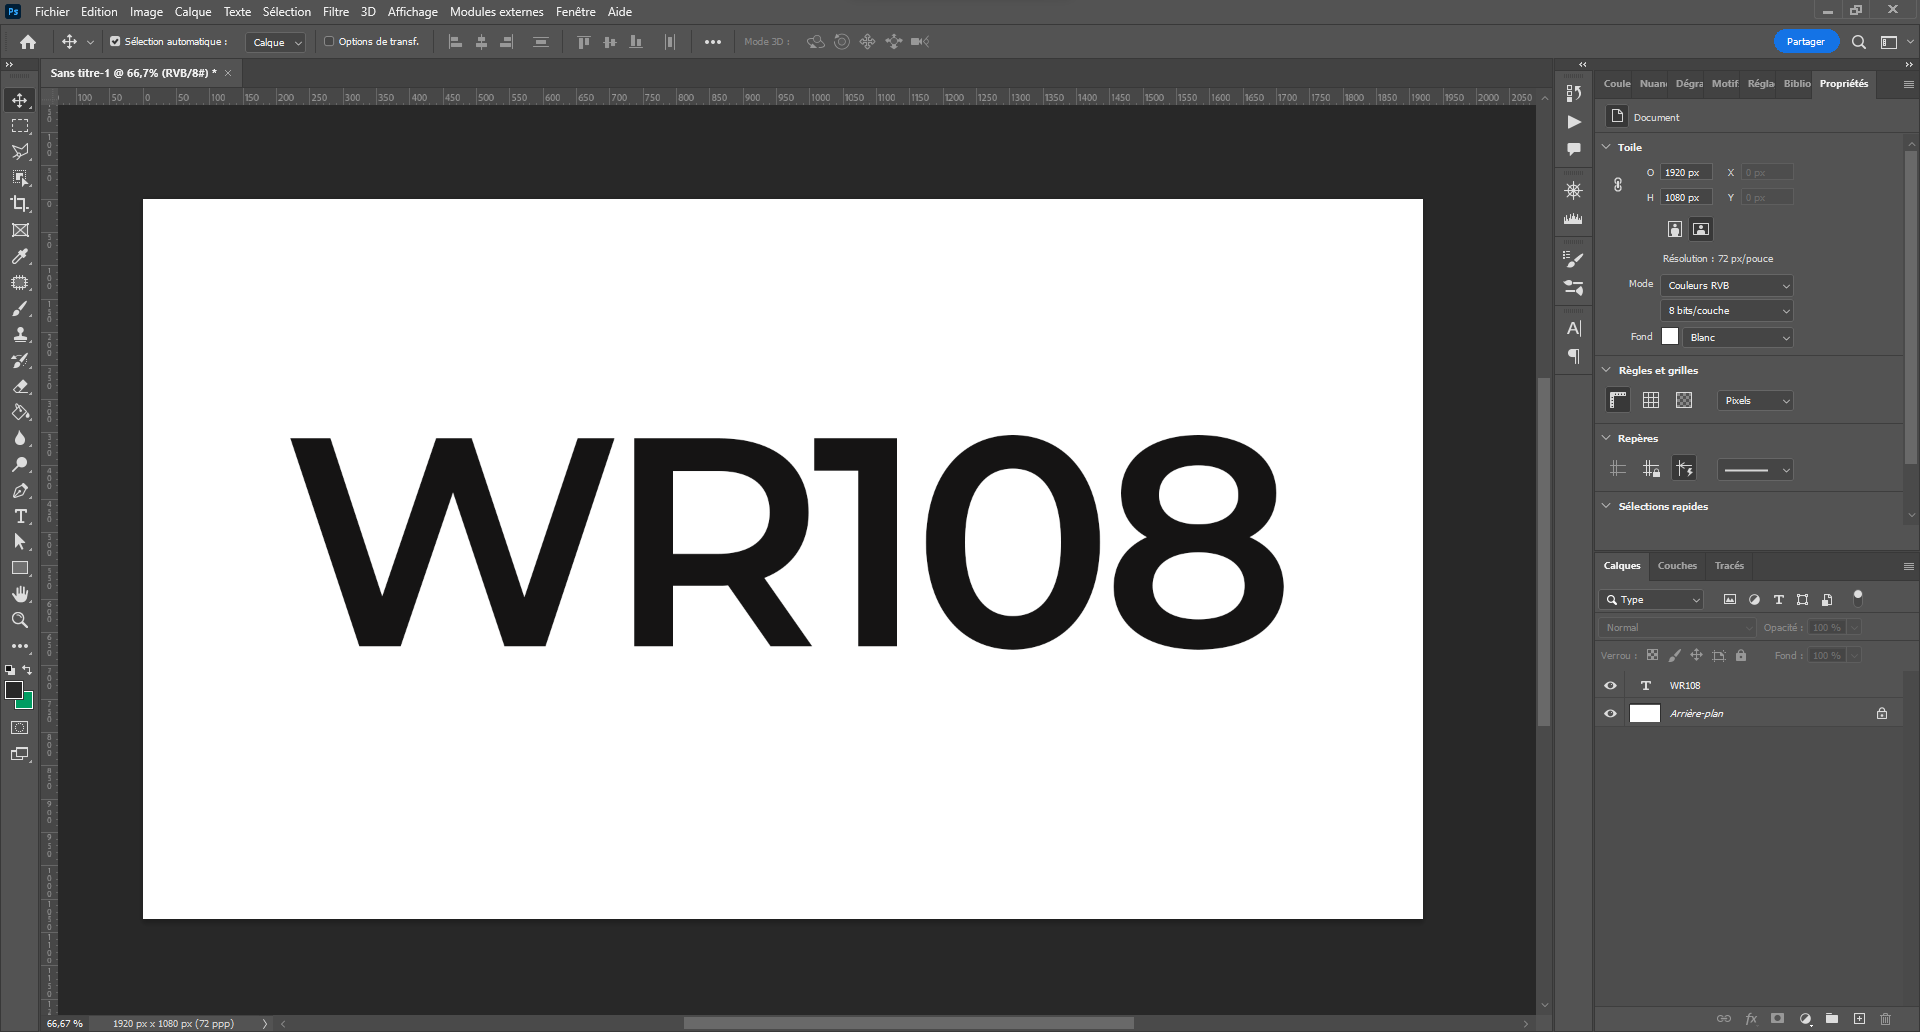 Ps Fichier Edition Image Calque Texte Sélection Filtre 3D Affichage Modules externes Fenêtre Aide
Sélection automatique : Calque Options de transf. Mode 3D : Partager
Sans titre-1 @ 66,7% (RVB/8#) * ×
100 50 0 50 100 150 200 250 300 350 400 450 500 550 600 650 700 750 800 850 900 950 1000 1050 1100 1150 1200 1250 1300 1350 1400 1450 1500 1550 1600 1650 1700 1750 1800 1850 1900 1950 2000 2050
Coule Nuan Dégra Motif Régla Biblio Propriétés
Document
Toile
O 1920 px X 0 px
H 1080 px Y 0 px
Résolution : 72 px/pouce
Mode Couleurs RVB
8 bits/couche
Fond Blanc
Règles et grilles
Pixels
Repères
Sélections rapides
WR108
Calques Couches Tracés
Type
Normal Opacité : 100 %
Verrou : Fond : 100 %
WR108
Arrière-plan
66,67 % 1920 px x 1080 px (72 ppp)